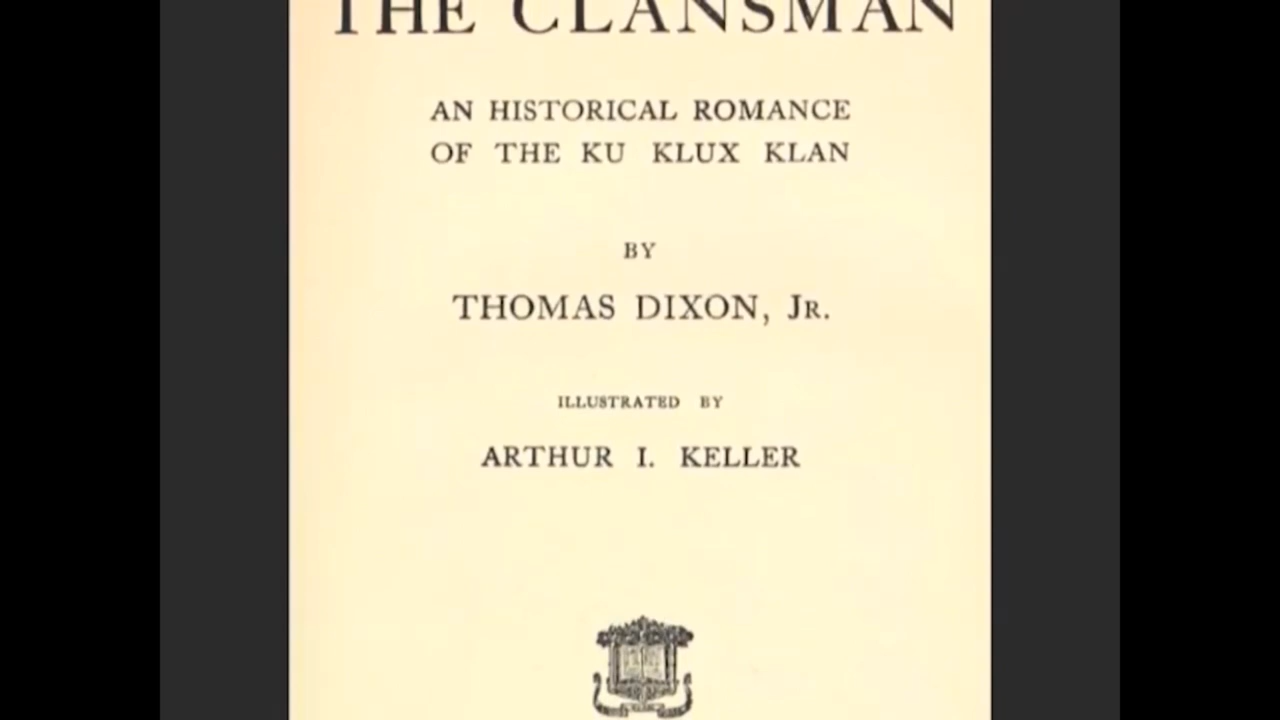 THE CLANSMAN
AN HISTORICAL ROMANCE
OF THE KU KLUX KLAN
BY
THOMAS DIXON, JR.
ILLUSTRATED BY
ARTHUR I. KELLER